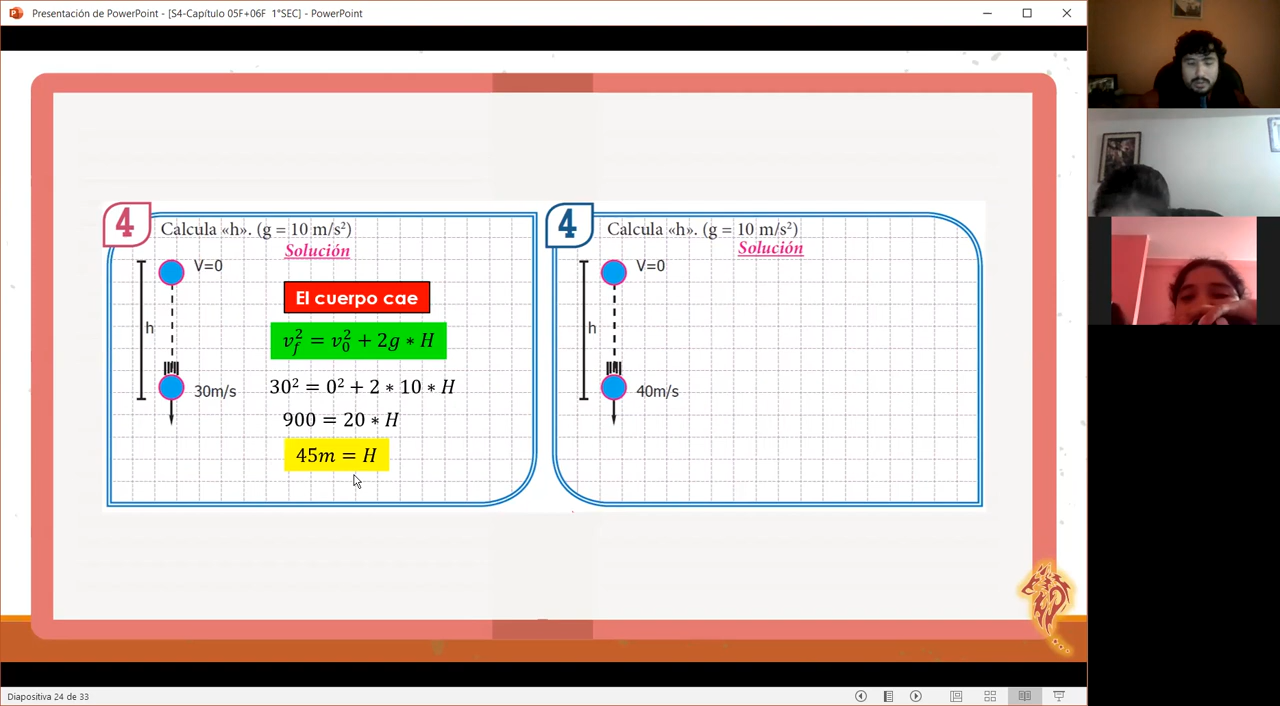 Presentación de PowerPoint - [S4-Capítulo 05F+06F 1°SEC] - PowerPoint
4
Calcula «h». (g = 10 m/s²)
Solución
V=0
El cuerpo cae
h
v_f² = v_0² + 2g * H
30m/s
30² = 0² + 2 * 10 * H
900 = 20 * H
45m = H
4
Calcula «h». (g = 10 m/s²)
Solución
V=0
h
40m/s
Diapositiva 24 de 33